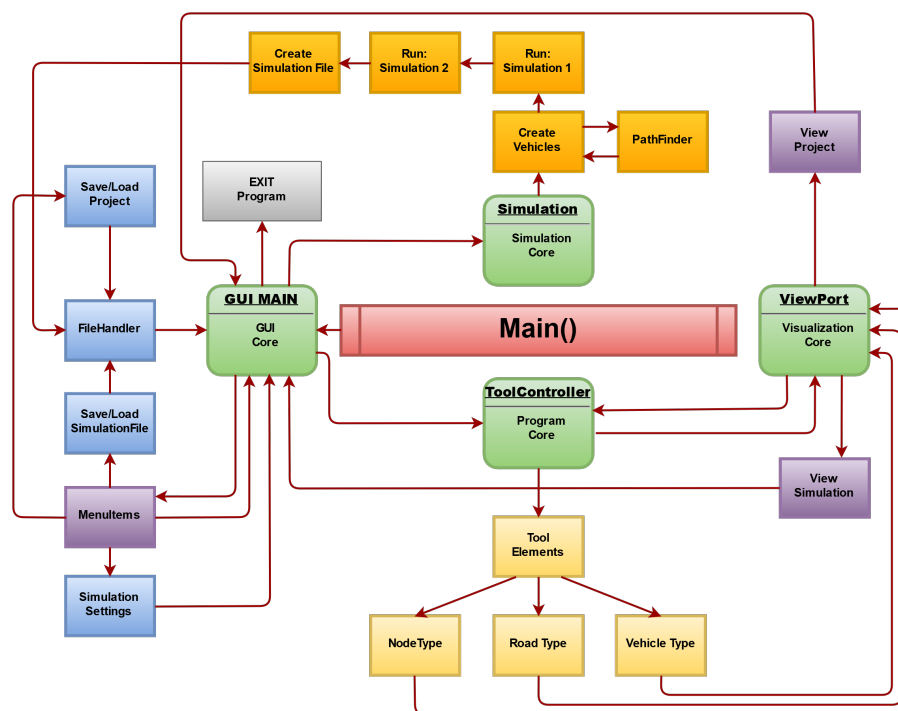 Create
Simulation File
Run:
Simulation 2
Run:
Simulation 1
Create
Vehicles
PathFinder
View
Project
Save/Load
Project
EXIT
Program
Simulation
Simulation
Core
GUI MAIN
GUI
Core
FileHandler
Main()
ViewPort
Visualization
Core
Save/Load
SimulationFile
ToolController
Program
Core
MenuItems
View
Simulation
Tool
Elements
Simulation
Settings
NodeType
Road Type
Vehicle Type